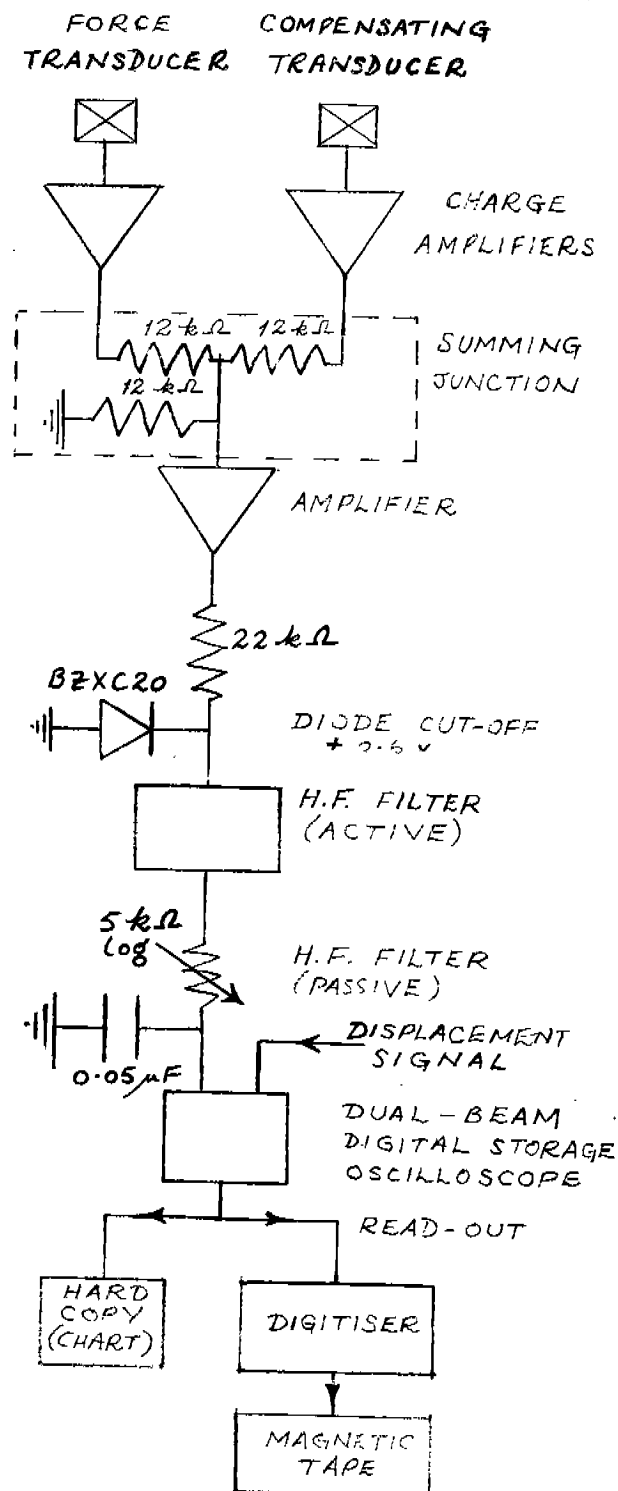 FORCE
TRANSDUCER
COMPENSATING
TRANSDUCER
CHARGE
AMPLIFIERS
12 kΩ
12 kΩ
SUMMING
JUNCTION
12 kΩ
AMPLIFIER
22 kΩ
BZXC20
DIODE CUT-OFF
H.F. FILTER
(ACTIVE)
5 kΩ
log
H.F. FILTER
(PASSIVE)
DISPLACEMENT
SIGNAL
0.05 µF
DUAL-BEAM
DIGITAL STORAGE
OSCILLOSCOPE
READ-OUT
HARD
COPY
(CHART)
DIGITISER
MAGNETIC
TAPE